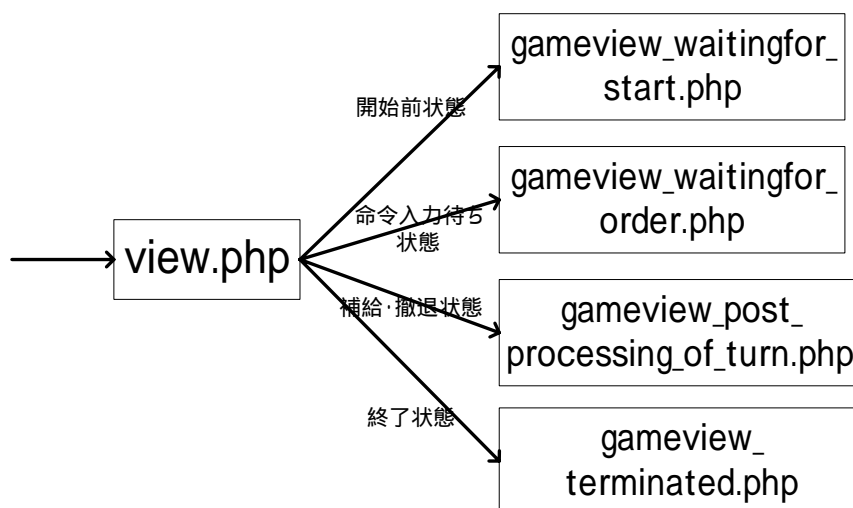 gameview_waitingfor_
start.php
開始前状態
gameview_waitingfor_
order.php
命令入力待ち
状態
view.php
補給・撤退状態
gameview_post_
processing_of_turn.php
終了状態
gameview_
terminated.php